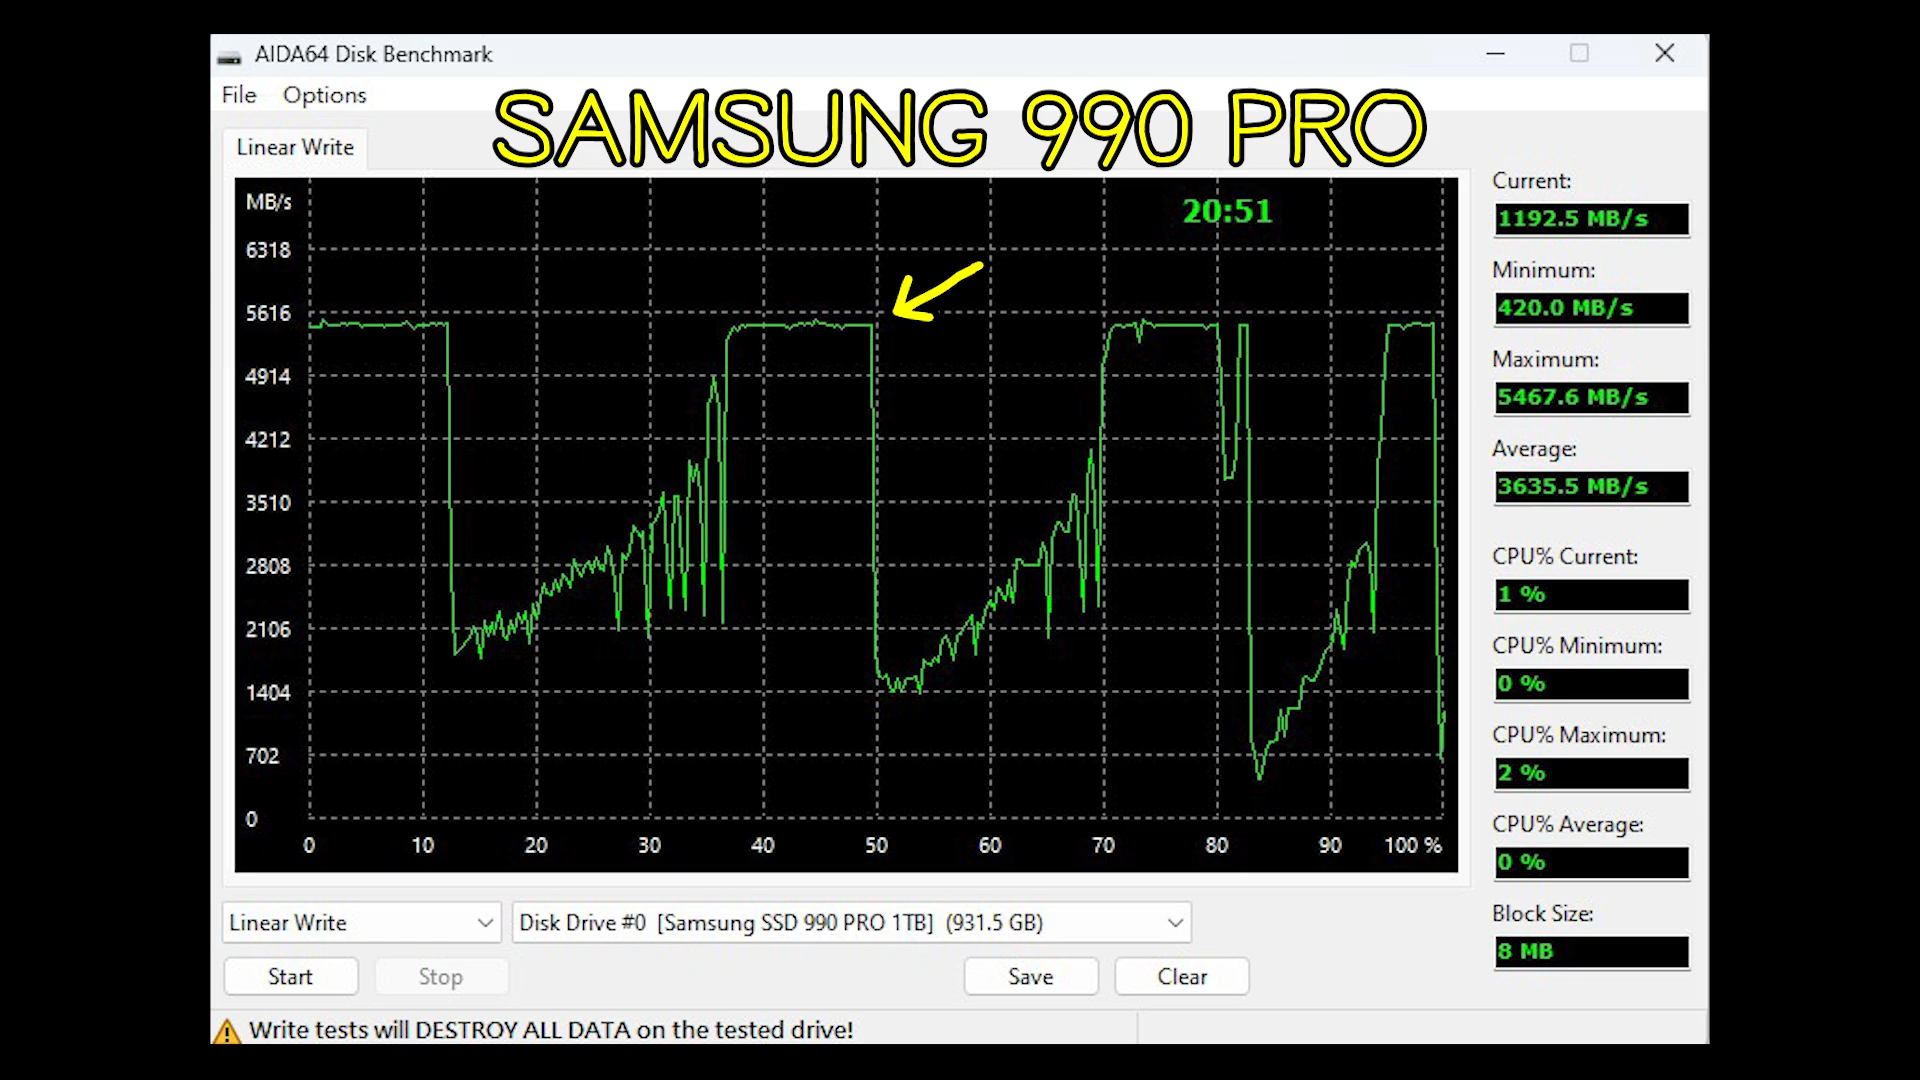 AIDA64 Disk Benchmark
File Options
SAMSUNG 990 PRO
Linear Write
MB/s
20:51
6318
5616
4914
4212
3510
2808
2106
1404
702
0
0 10 20 30 40 50 60 70 80 90 100 %
Current:
1192.5 MB/s
Minimum:
420.0 MB/s
Maximum:
5467.6 MB/s
Average:
3635.5 MB/s
CPU% Current:
1 %
CPU% Minimum:
0 %
CPU% Maximum:
2 %
CPU% Average:
0 %
Block Size:
8 MB
Linear Write
Disk Drive #0 [Samsung SSD 990 PRO 1TB] (931.5 GB)
Start Stop Save Clear
Write tests will DESTROY ALL DATA on the tested drive!